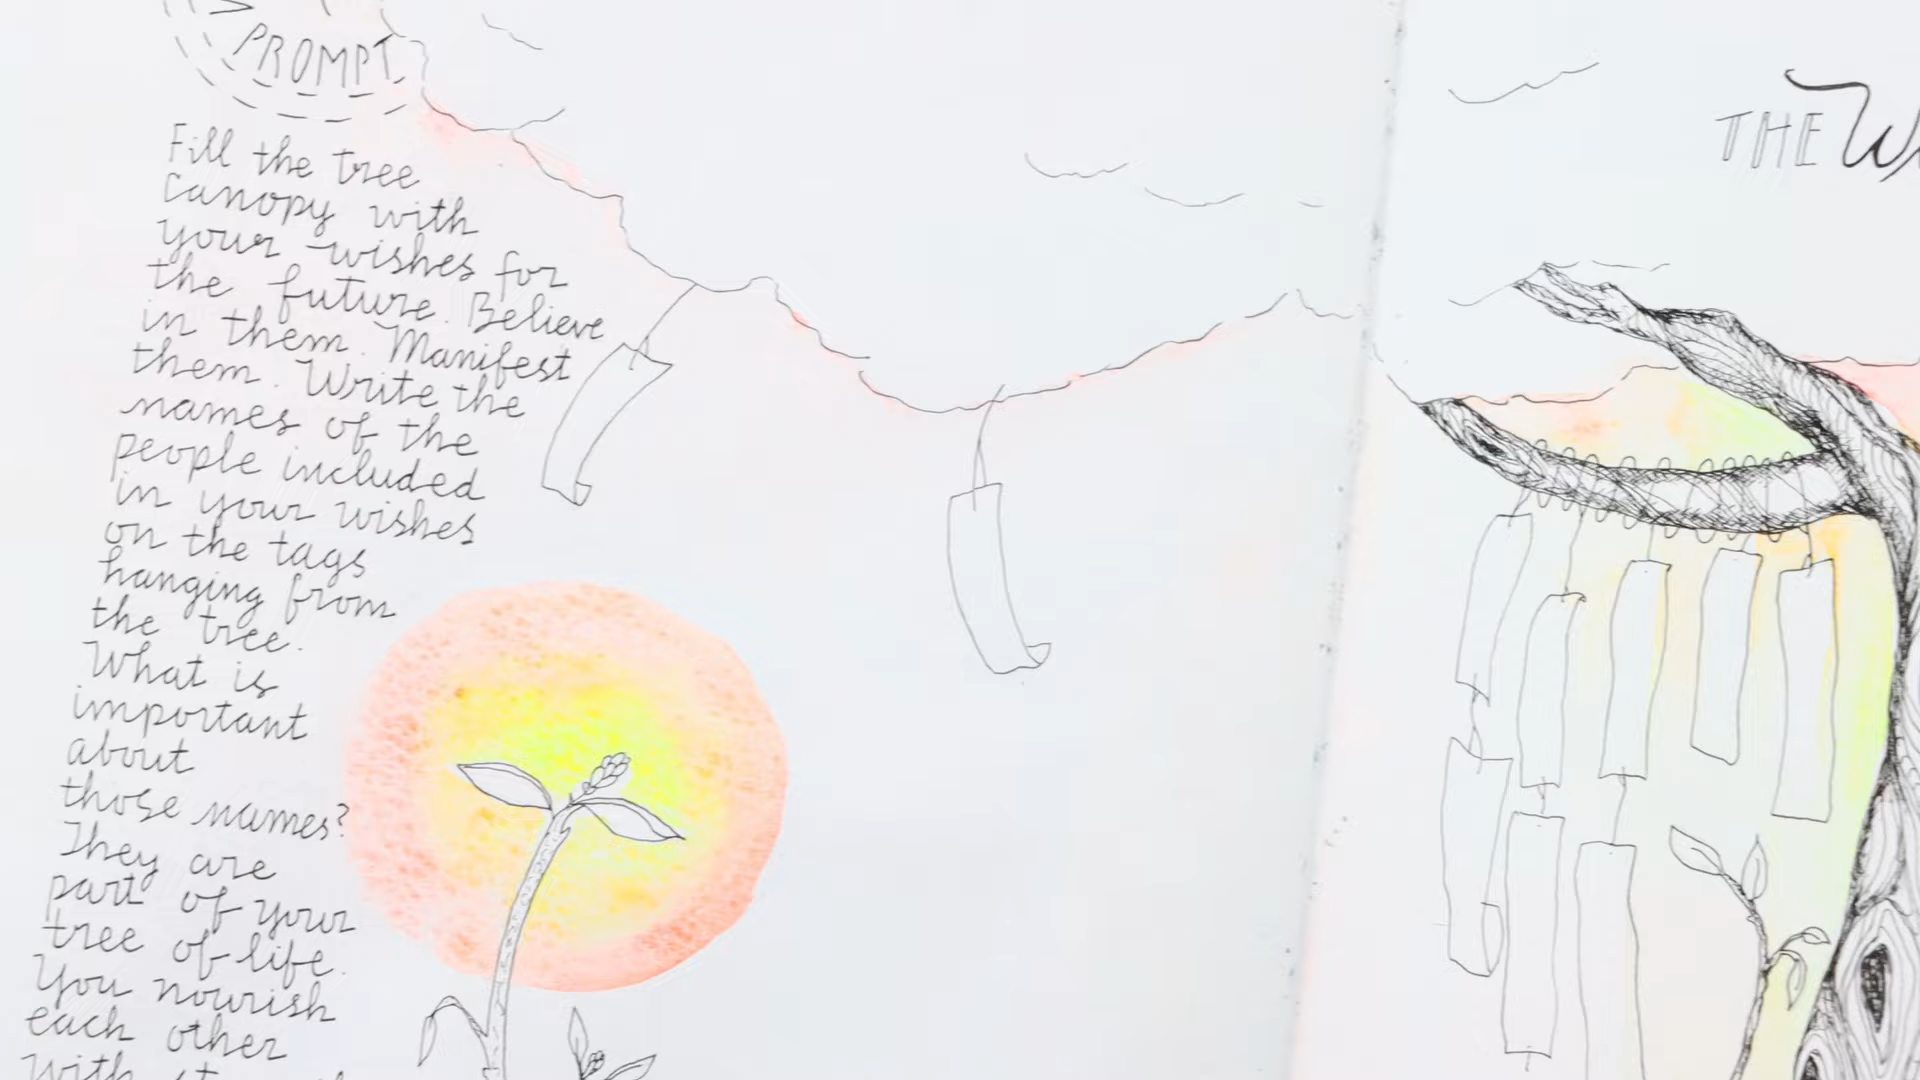 PROMPT
Fill the tree
canopy with
your wishes for
the future. Believe
in them. Manifest
them. Write the
names of the
people included
in your wishes
on the tags
hanging from
the tree.
What is
important
about
those names?
They are
part of your
tree of life.
You nourish
each other
With
THE